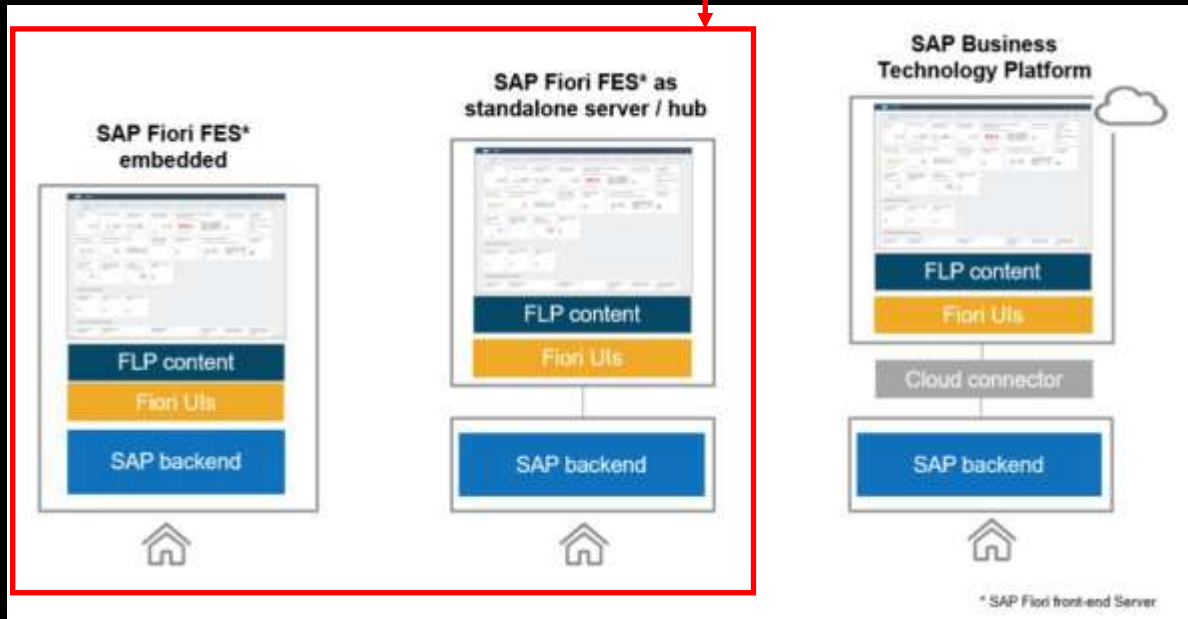 SAP Fiori FES*
embedded
FLP content
Fiori UIs
SAP backend
SAP Fiori FES* as
standalone server / hub
FLP content
Fiori UIs
SAP backend
SAP Business
Technology Platform
FLP content
Fiori UIs
Cloud connector
SAP backend
* SAP Fiori front-end Server